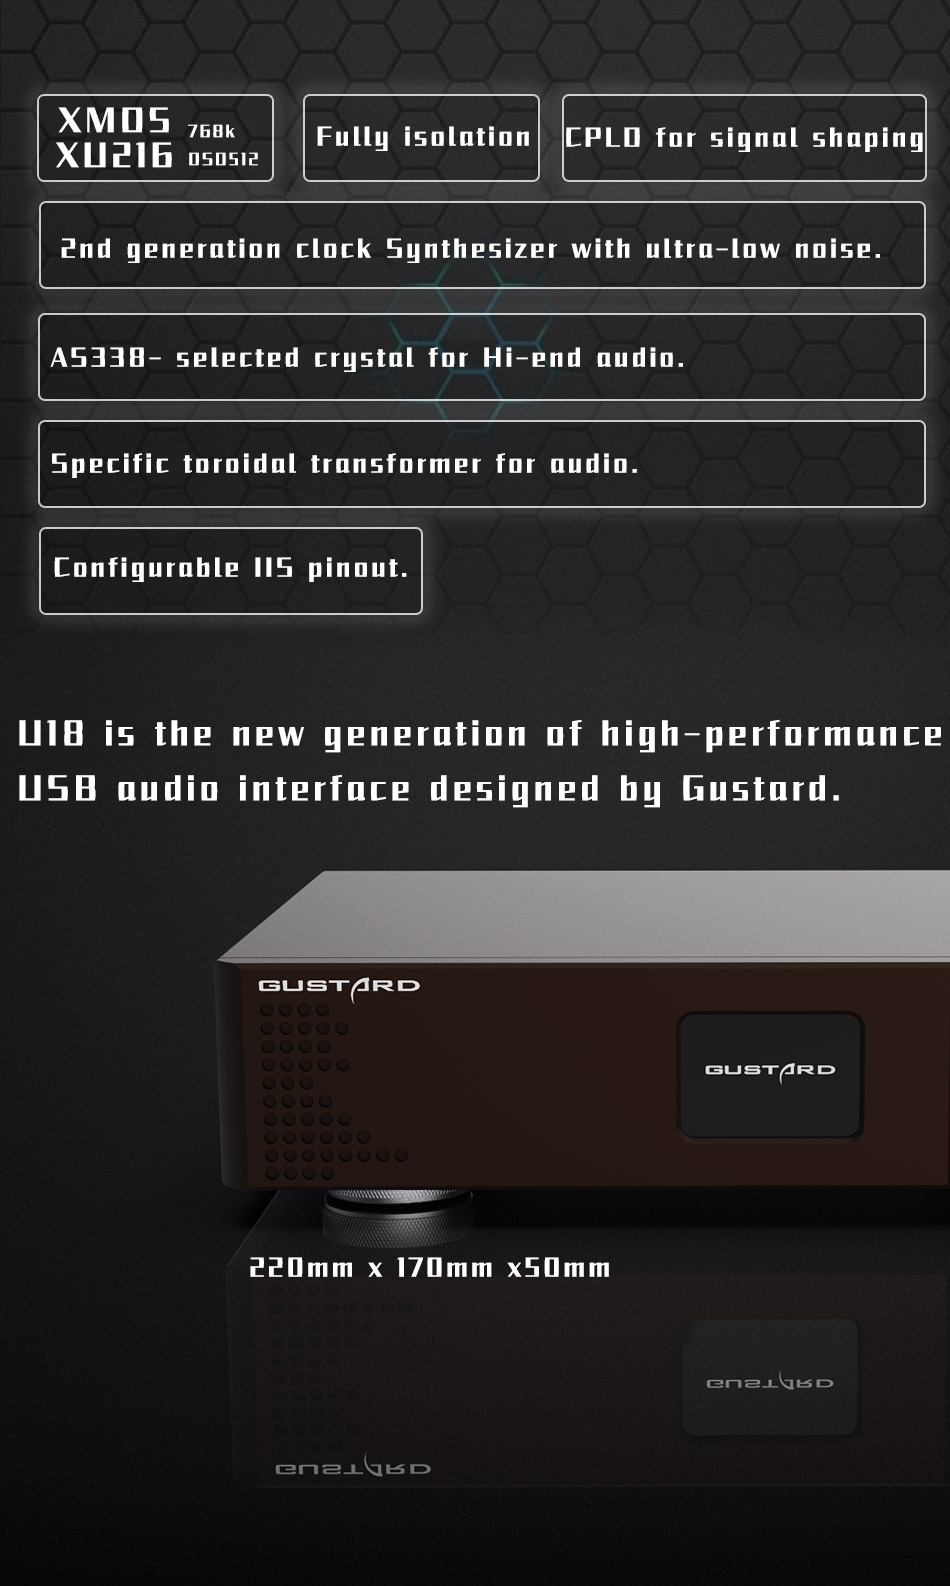 XMOS 768k
XU216 DSD512
Fully isolation
CPLD for signal shaping
2nd generation clock Synthesizer with ultra-low noise.
AS338- selected crystal for Hi-end audio.
Specific toroidal transformer for audio.
Configurable IIS pinout.
U18 is the new generation of high-performance
USB audio interface designed by Gustard.
GUSTARD
GUSTARD
220mm x 170mm x50mm
GUSTARD
GUSTARD